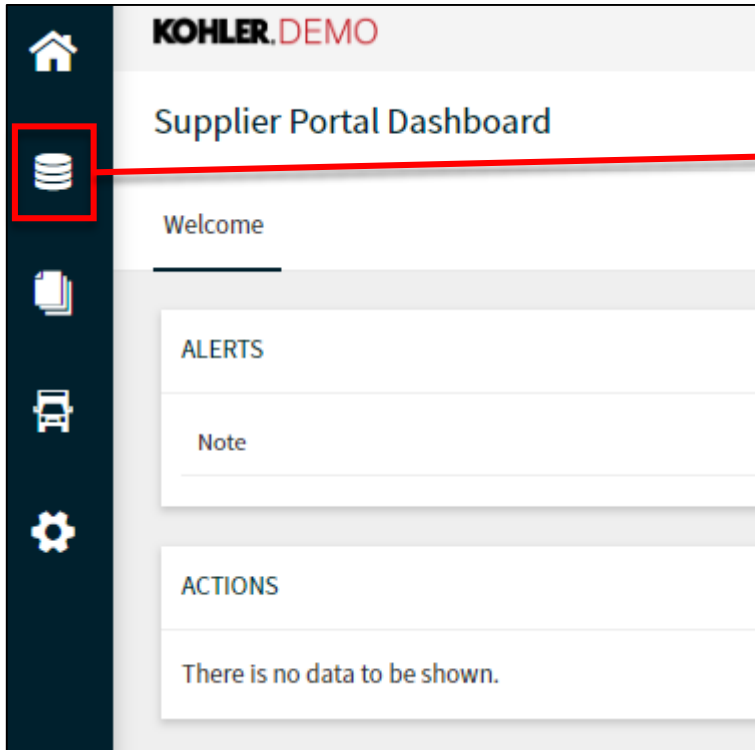 KOHLER.DEMO
Supplier Portal Dashboard
Welcome
ALERTS
Note
ACTIONS
There is no data to be shown.